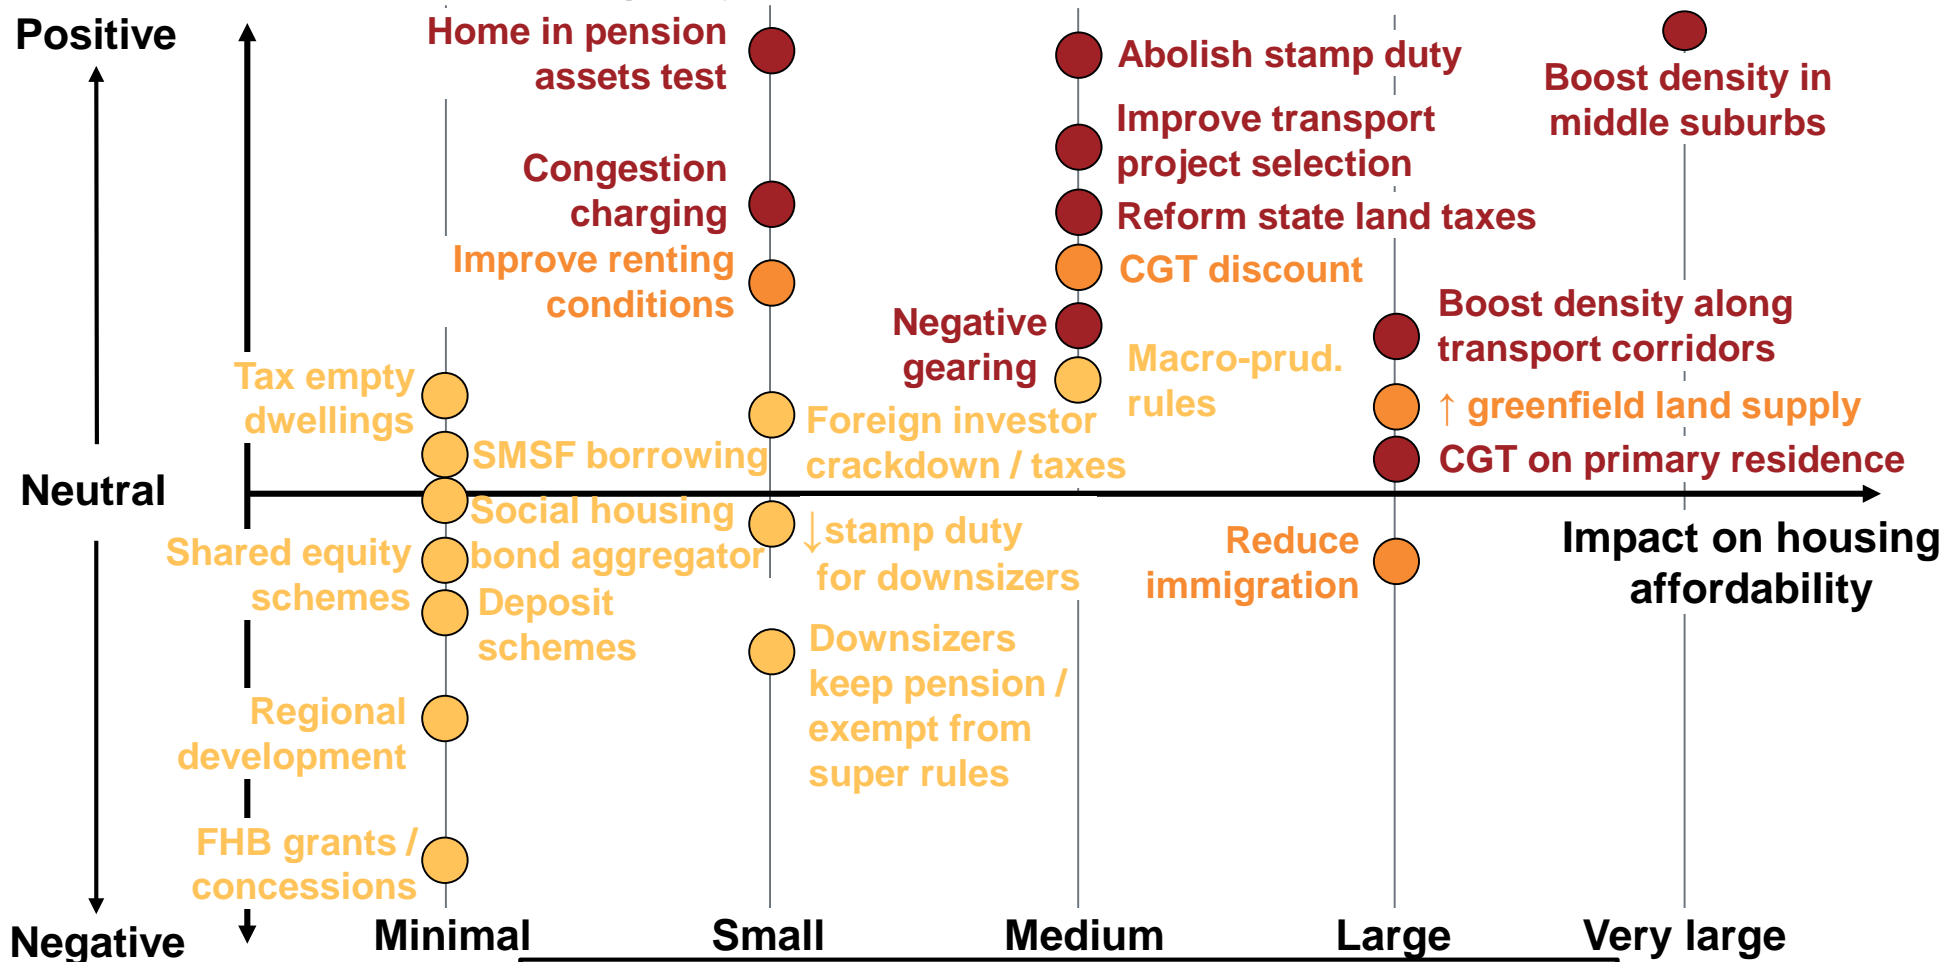 Positive
Home in pension
assets test
Abolish stamp duty
Boost density in
middle suburbs
Improve transport
project selection
Congestion
charging
Reform state land taxes
Improve renting
conditions
CGT discount
Negative
gearing
Boost density along
transport corridors
Macro-prud.
rules
Tax empty
dwellings
↑ greenfield land supply
Foreign investor
crackdown / taxes
SMSF borrowing
CGT on primary residence
Neutral
Social housing
bond aggregator
↓stamp duty
for downsizers
Reduce
immigration
Impact on housing
affordability
Shared equity
schemes
Deposit
schemes
Downsizers
keep pension /
exempt from
super rules
Regional
development
FHB grants /
concessions
Negative
Minimal
Small
Medium
Large
Very large